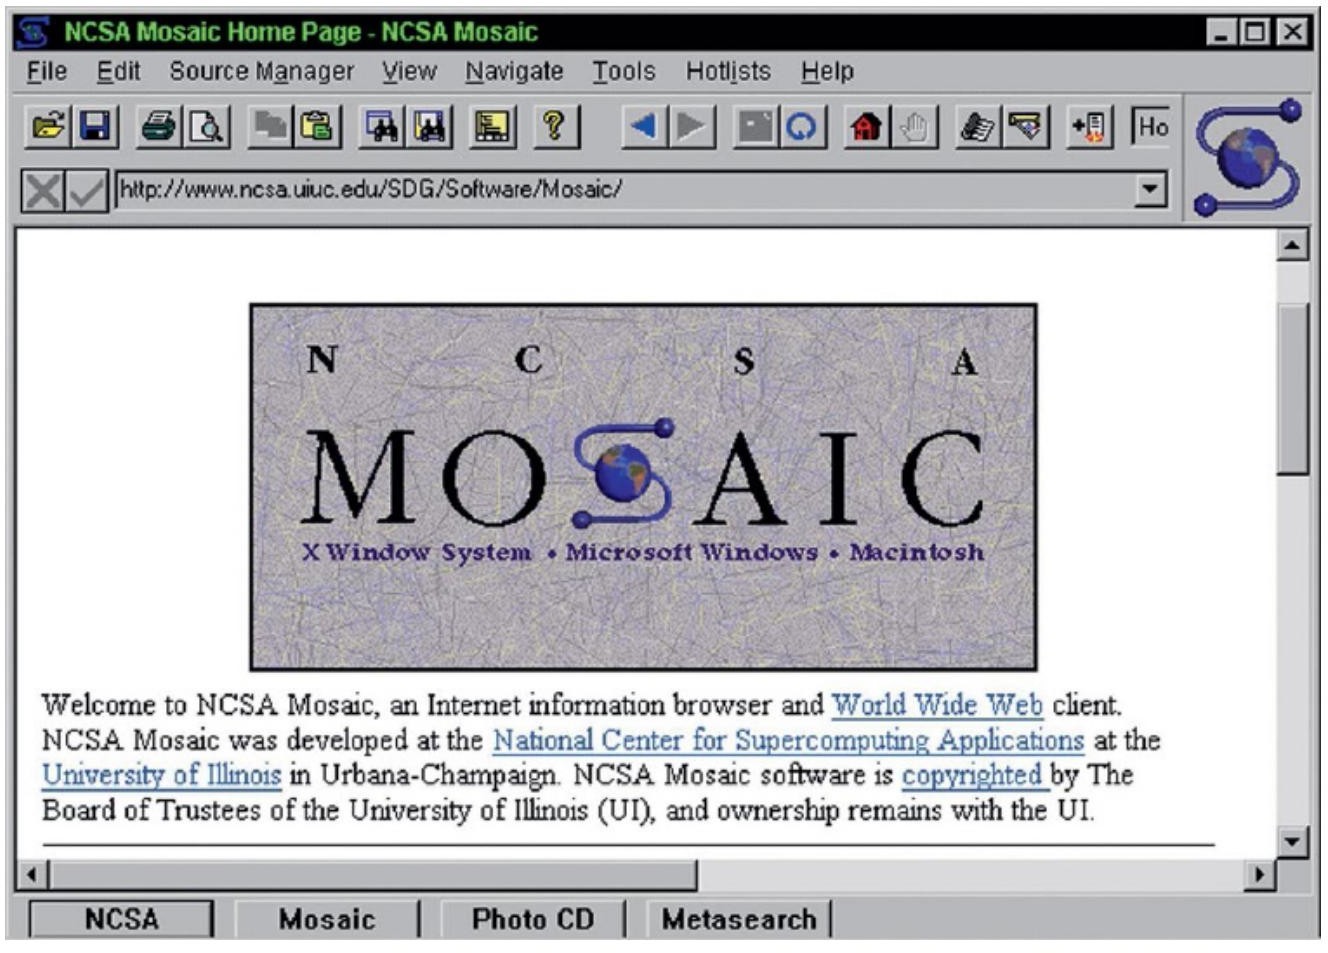 NCSA Mosaic Home Page - NCSA Mosaic
File Edit Source Manager View Navigate Tools Hotlists Help
Ho
http://www.ncsa.uiuc.edu/SDG/Software/Mosaic/
N C S A
MOSAIC
X Window System • Microsoft Windows • Macintosh
Welcome to NCSA Mosaic, an Internet information browser and World Wide Web client.
NCSA Mosaic was developed at the National Center for Supercomputing Applications at the
University of Illinois in Urbana-Champaign. NCSA Mosaic software is copyrighted by The
Board of Trustees of the University of Illinois (UI), and ownership remains with the UI.
NCSA Mosaic Photo CD Metasearch